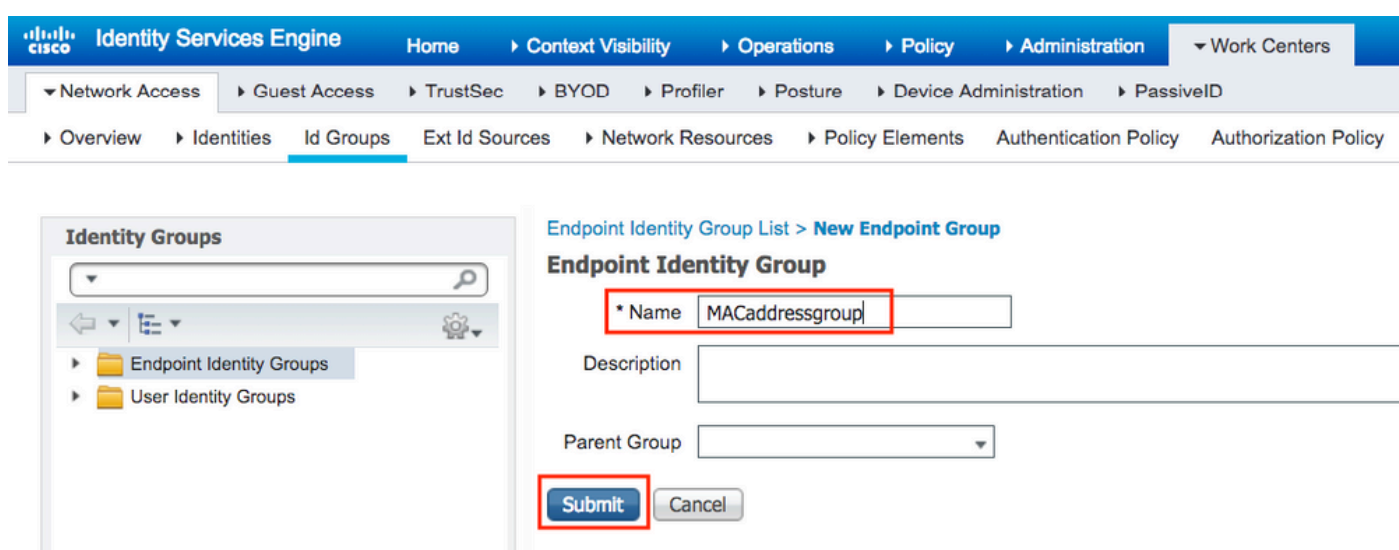 cisco Identity Services Engine Home Context Visibility Operations Policy Administration Work Centers
Network Access Guest Access TrustSec BYOD Profiler Posture Device Administration PassiveID
Overview Identities Id Groups Ext Id Sources Network Resources Policy Elements Authentication Policy Authorization Policy
Identity Groups
Endpoint Identity Groups
User Identity Groups
Endpoint Identity Group List > New Endpoint Group
Endpoint Identity Group
* Name MACaddressgroup
Description
Parent Group
Submit Cancel